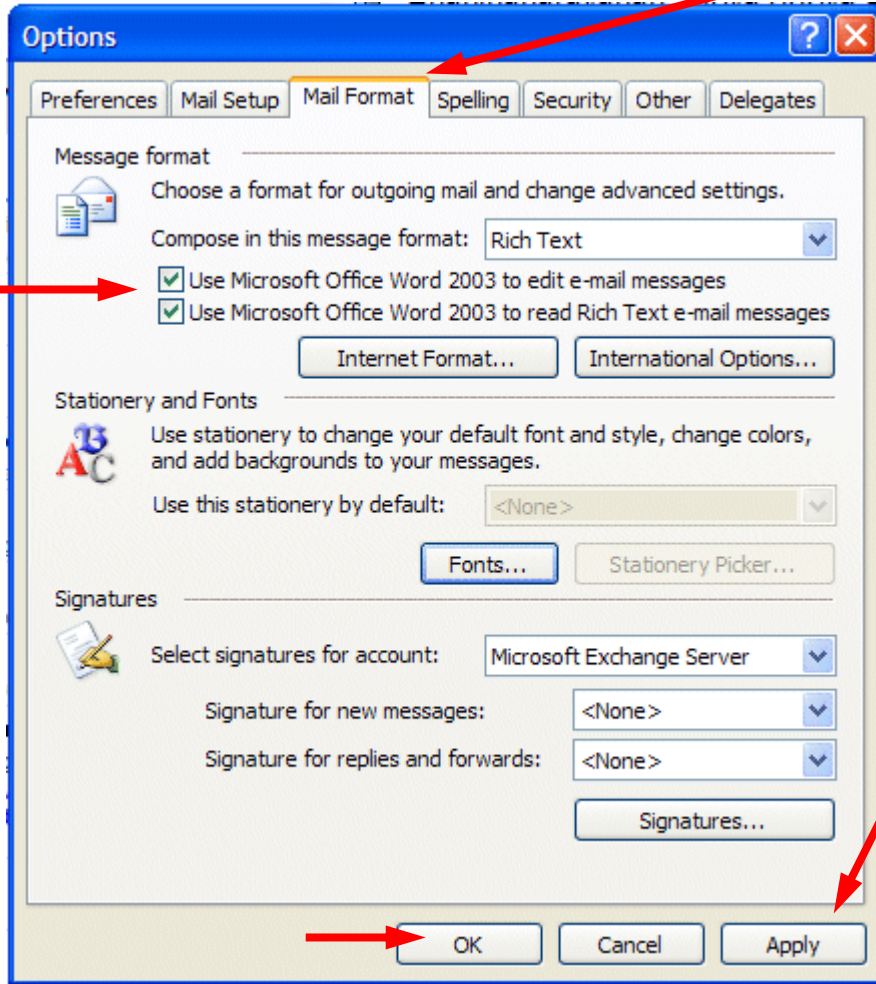 Options
Preferences Mail Setup Mail Format Spelling Security Other Delegates
Message format
Choose a format for outgoing mail and change advanced settings.
Compose in this message format: Rich Text
Use Microsoft Office Word 2003 to edit e-mail messages
Use Microsoft Office Word 2003 to read Rich Text e-mail messages
Internet Format... International Options...
Stationery and Fonts
Use stationery to change your default font and style, change colors,
and add backgrounds to your messages.
Use this stationery by default: <None>
Fonts... Stationery Picker...
Signatures
Select signatures for account: Microsoft Exchange Server
Signature for new messages: <None>
Signature for replies and forwards: <None>
Signatures...
OK Cancel Apply